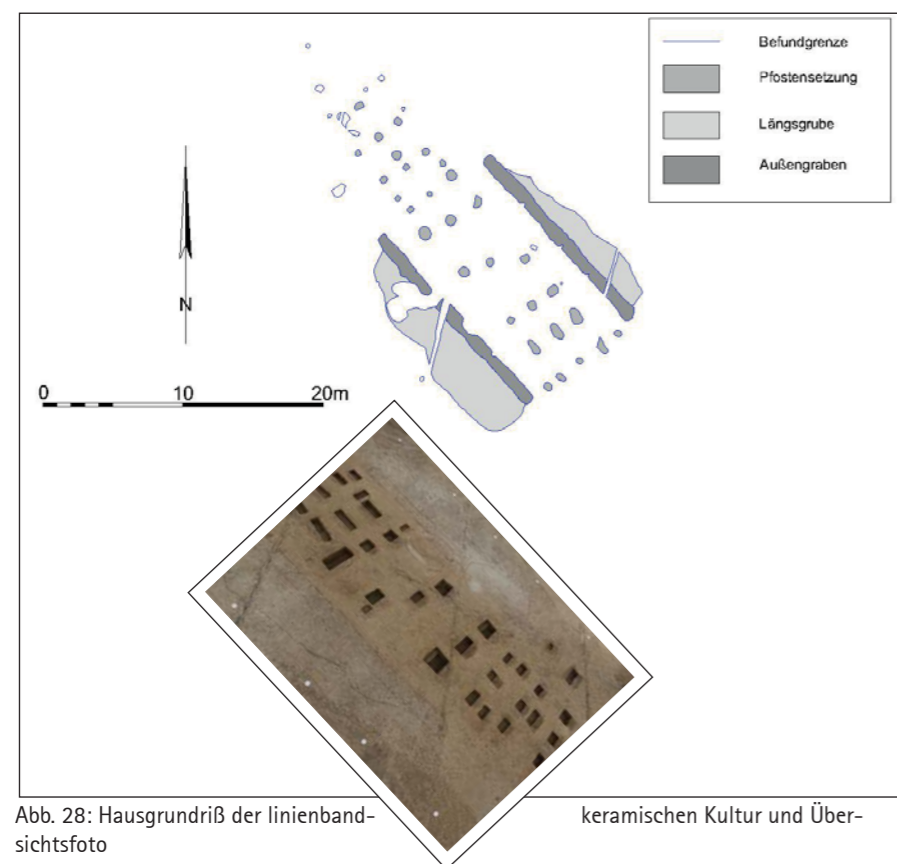 Befundgrenze
Pfostensetzung
Längsgrube
Außengraben
N
0 10 20m
Abb. 28: Hausgrundriß der linienband- keramischen Kultur und Über-
sichtsfoto